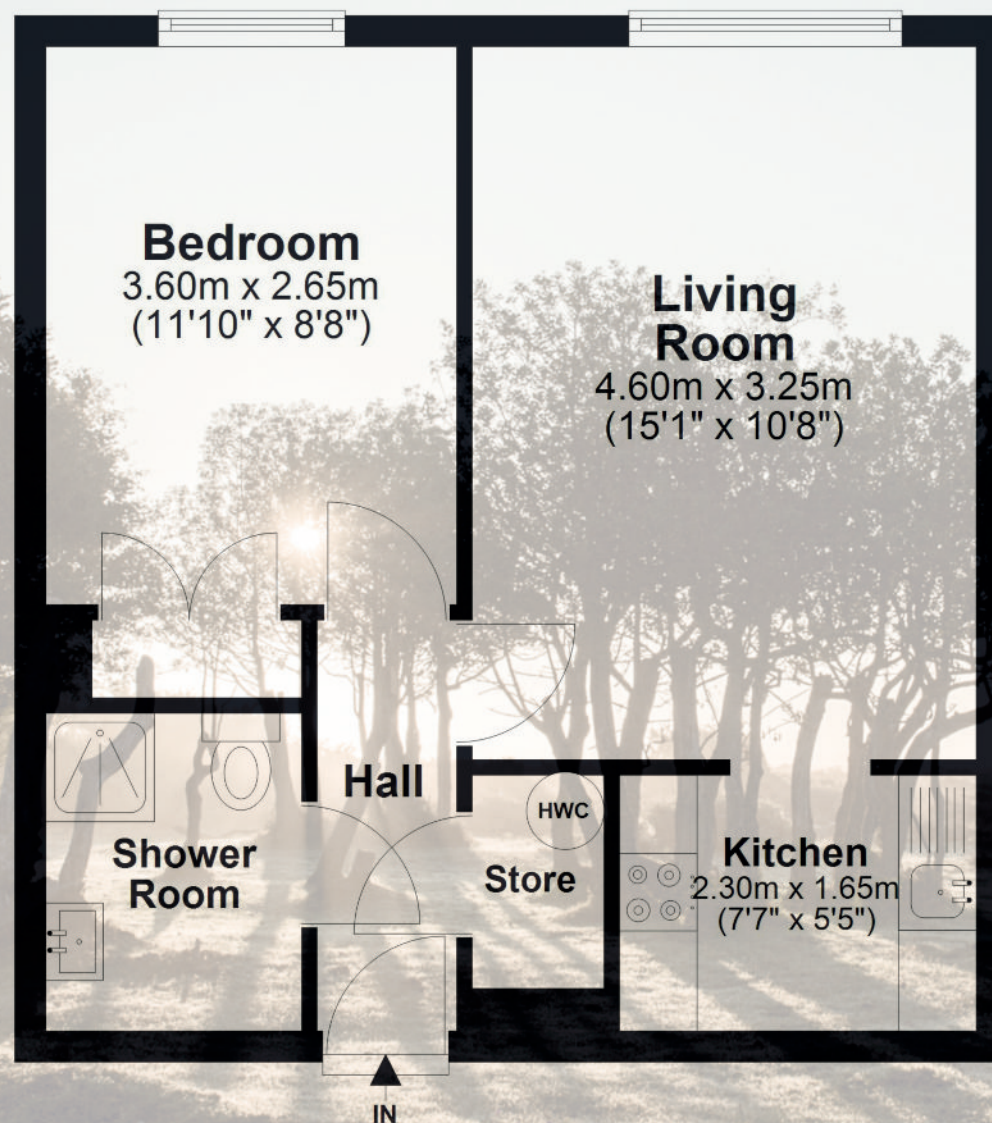 Bedroom
3.60m x 2.65m
(11'10" x 8'8")
Living
Room
4.60m x 3.25m
(15'1" x 10'8")
Hall
HWC
Store
Shower
Room
Kitchen
2.30m x 1.65m
(7'7" x 5'5")
IN